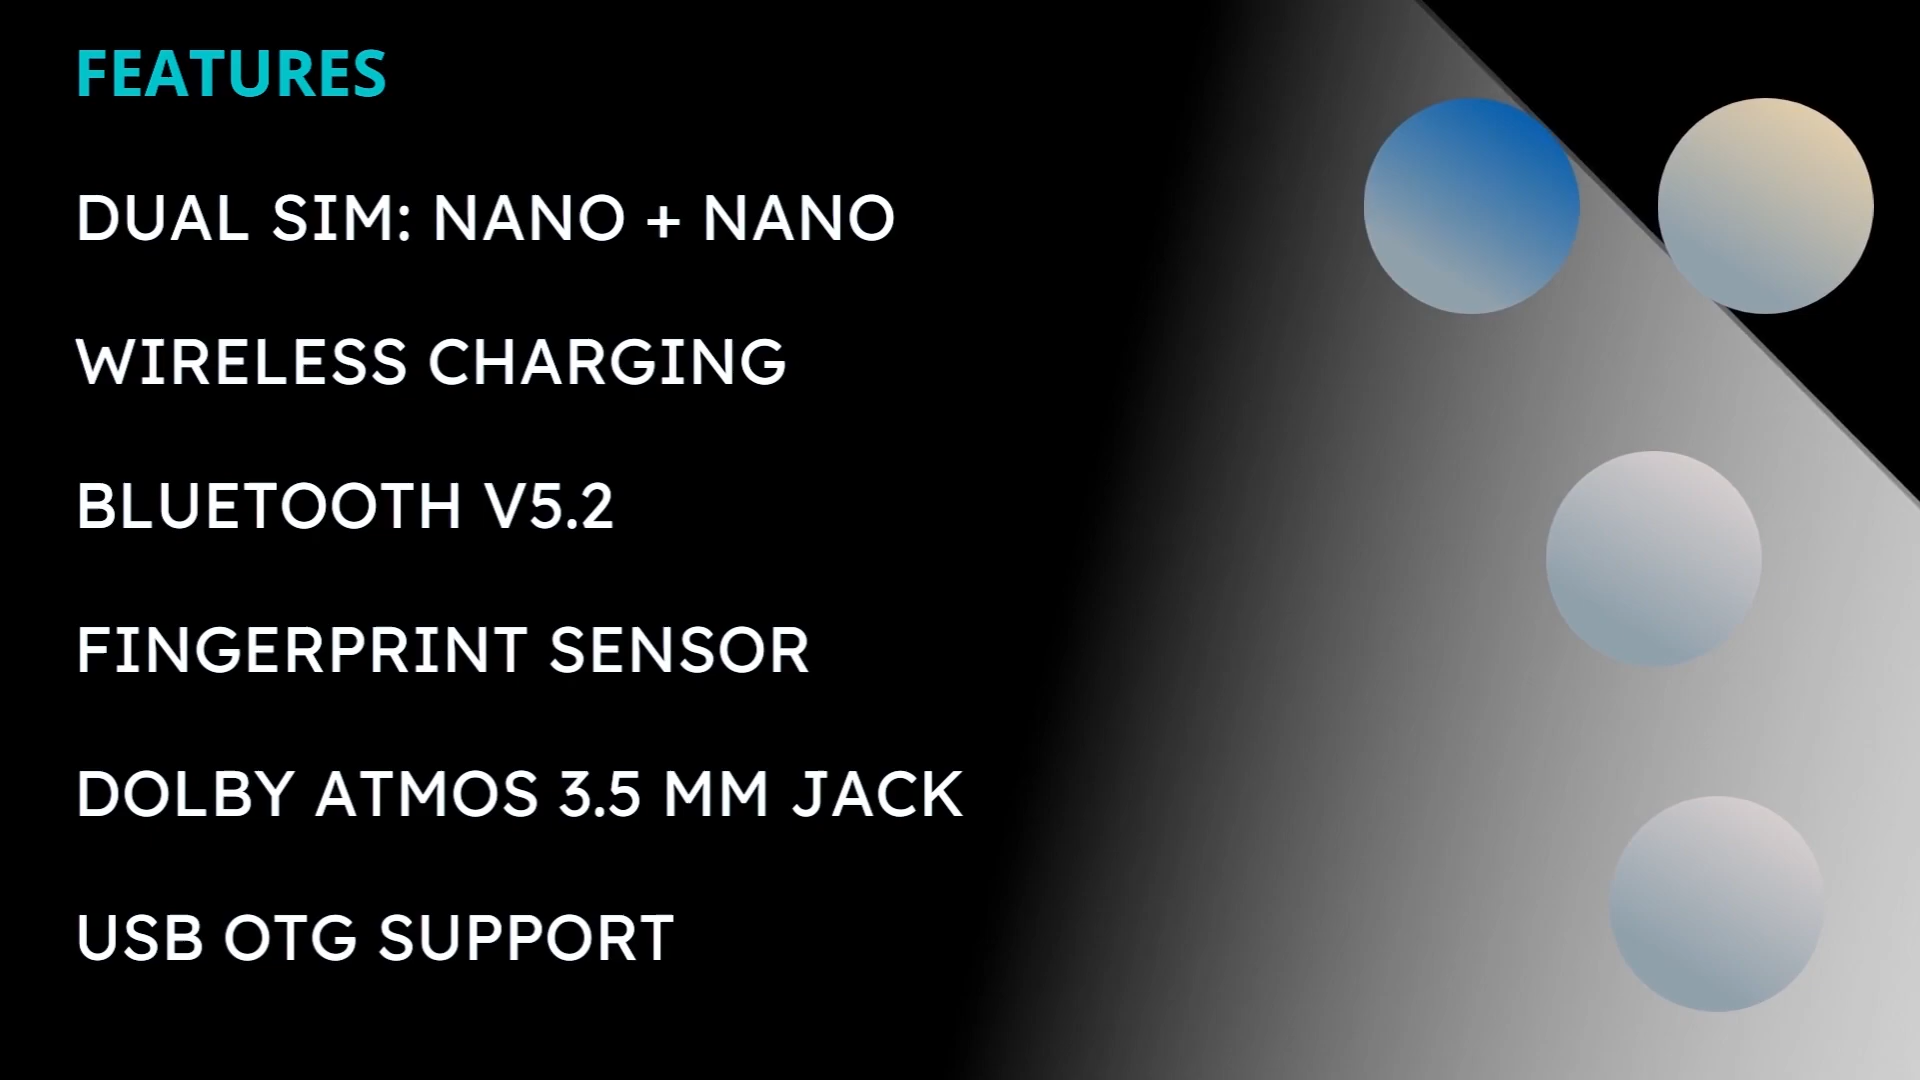 FEATURES
DUAL SIM: NANO + NANO
WIRELESS CHARGING
BLUETOOTH V5.2
FINGERPRINT SENSOR
DOLBY ATMOS 3.5 MM JACK
USB OTG SUPPORT